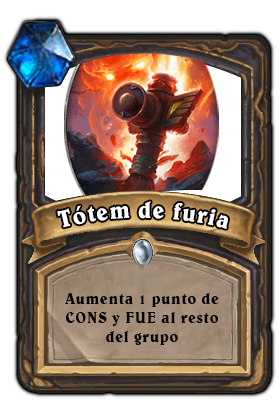 Tótem de furia
Aumenta 1 punto de
CONS y FUE al resto
del grupo